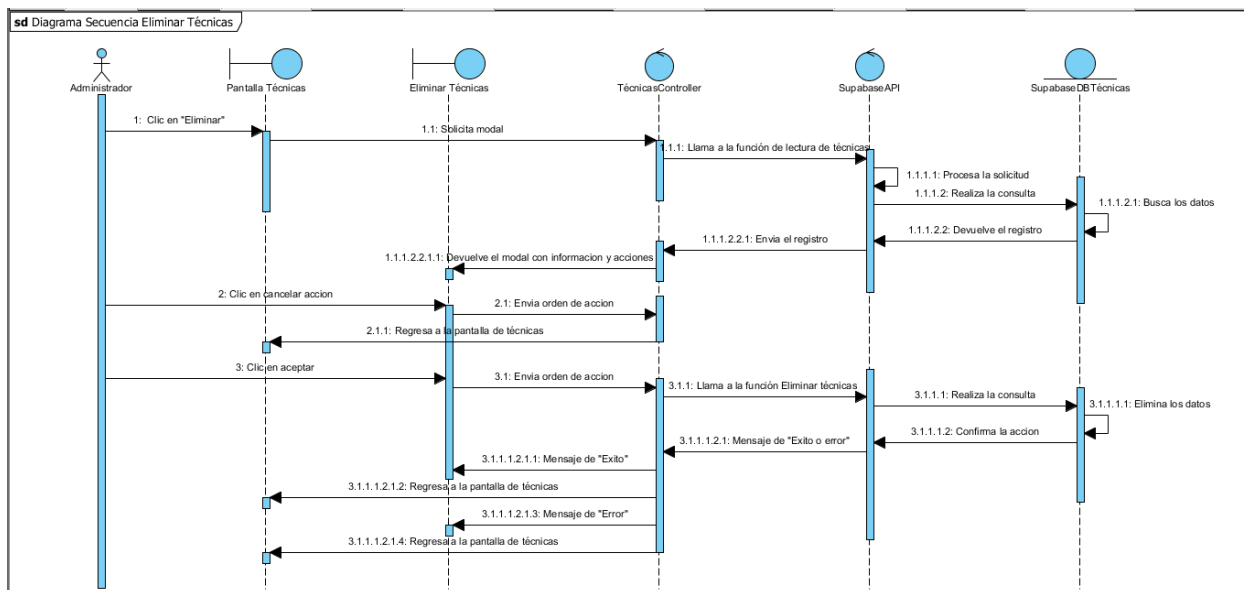 sd Diagrama Secuencia Eliminar Técnicas
Administrador
Pantalla Técnicas
Eliminar Técnicas
TécnicasController
SupabaseAPI
SupabaseDBTécnicas
1: Clic en "Eliminar"
1.1: Solicita modal
1.1.1: Llama a la función de lectura de técnicas
1.1.1.1: Procesa la solicitud
1.1.1.2: Realiza la consulta
1.1.1.2.1: Busca los datos
1.1.1.2.2: Devuelve el registro
1.1.1.2.2.1: Envia el registro
1.1.1.2.2.1.1: Devuelve el modal con informacion y acciones
2: Clic en cancelar accion
2.1: Envia orden de accion
2.1.1: Regresa a la pantalla de técnicas
3: Clic en aceptar
3.1: Envia orden de accion
3.1.1: Llama a la función Eliminar técnicas
3.1.1.1: Realiza la consulta
3.1.1.1.1: Elimina los datos
3.1.1.1.2: Confirma la accion
3.1.1.1.2.1: Mensaje de "Exito o error"
3.1.1.1.2.1.1: Mensaje de "Exito"
3.1.1.1.2.1.2: Regresa a la pantalla de técnicas
3.1.1.1.2.1.3: Mensaje de "Error"
3.1.1.1.2.1.4: Regresa a la pantalla de técnicas